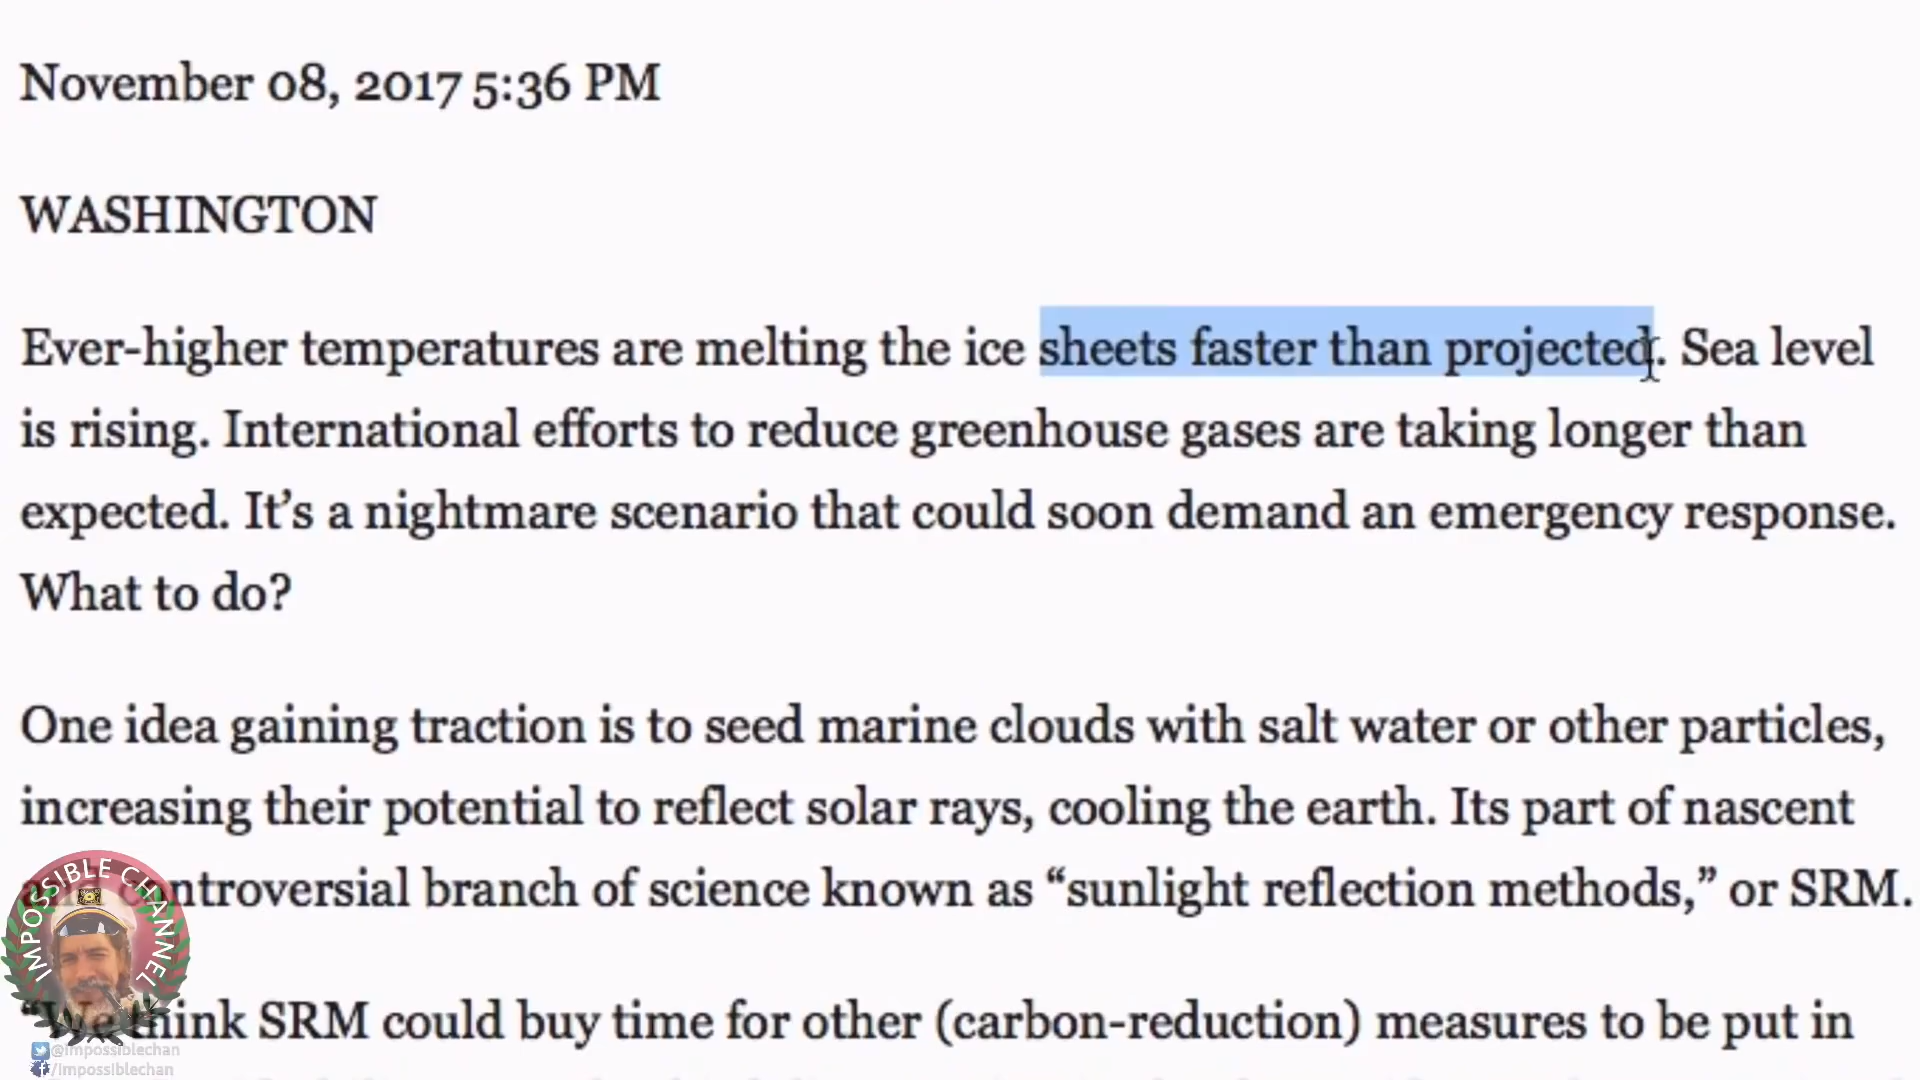 November 08, 2017 5:36 PM
WASHINGTON
Ever-higher temperatures are melting the ice sheets faster than projected. Sea level
is rising. International efforts to reduce greenhouse gases are taking longer than
expected. It’s a nightmare scenario that could soon demand an emergency response.
What to do?
One idea gaining traction is to seed marine clouds with salt water or other particles,
increasing their potential to reflect solar rays, cooling the earth. Its part of nascent
controversial branch of science known as “sunlight reflection methods,” or SRM.
“We think SRM could buy time for other (carbon-reduction) measures to be put in
IMPOSSIBLE CHANNEL
@impossiblechan
/impossiblechan